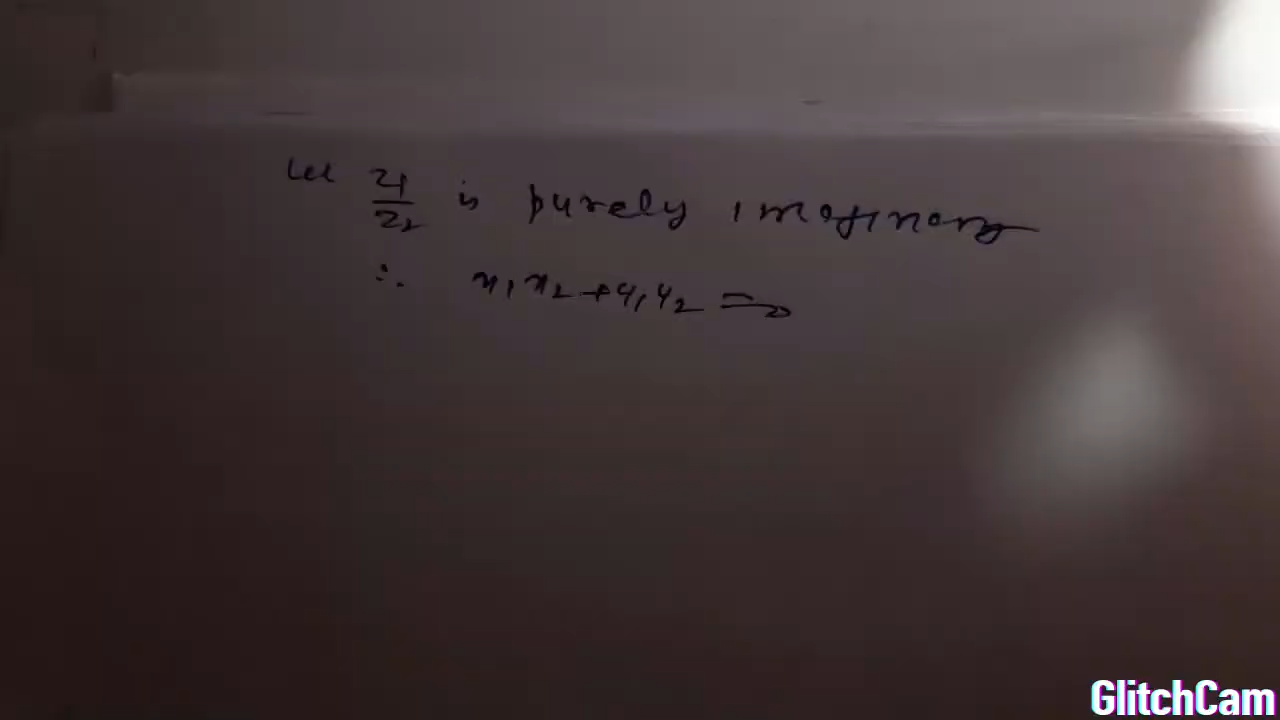 Let z1/z2 is purely imaginary
∴ x1x2+y1y2=0
GlitchCam